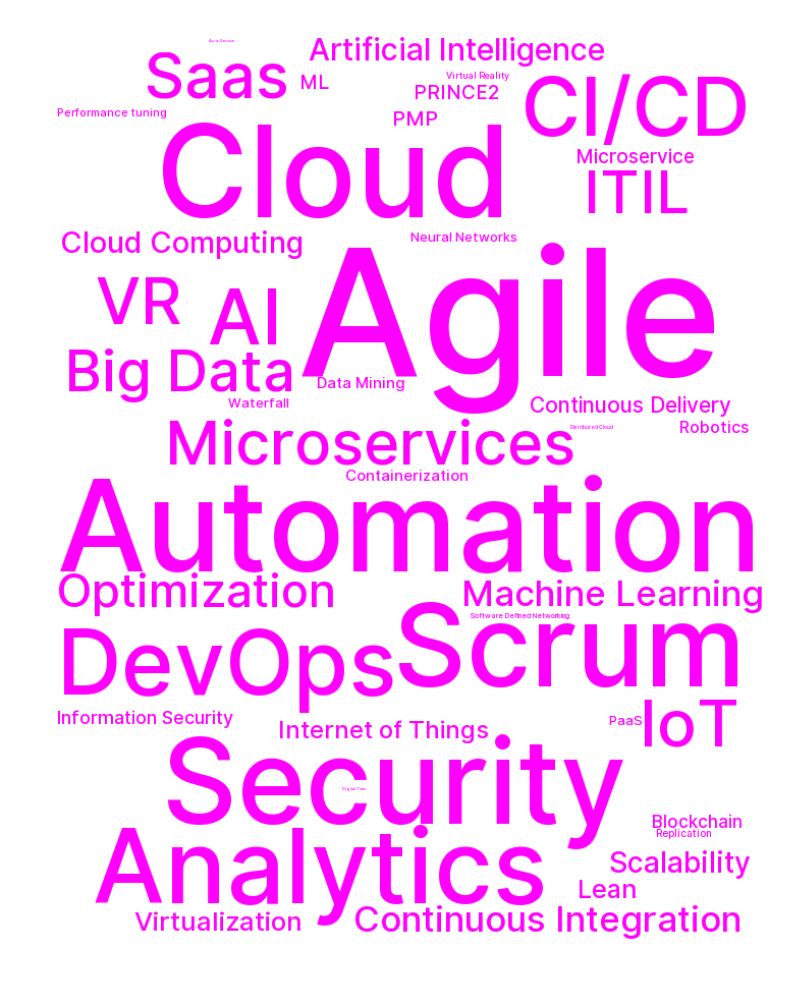 As-a-Service
Artificial Intelligence
Saas
ML
Virtual Reality
PRINCE2
CI/CD
Performance tuning
PMP
Cloud
Microservice
ITIL
Cloud Computing
Neural Networks
Agile
VR
AI
Big Data
Data Mining
Waterfall
Continuous Delivery
Microservices
Distributed Cloud
Robotics
Containerization
Automation
Optimization
Machine Learning
Software Defined Networking
Scrum
DevOps
Information Security
Internet of Things
PaaS
IoT
Security
Digital Twin
Blockchain
Replication
Analytics
Scalability
Lean
Virtualization
Continuous Integration